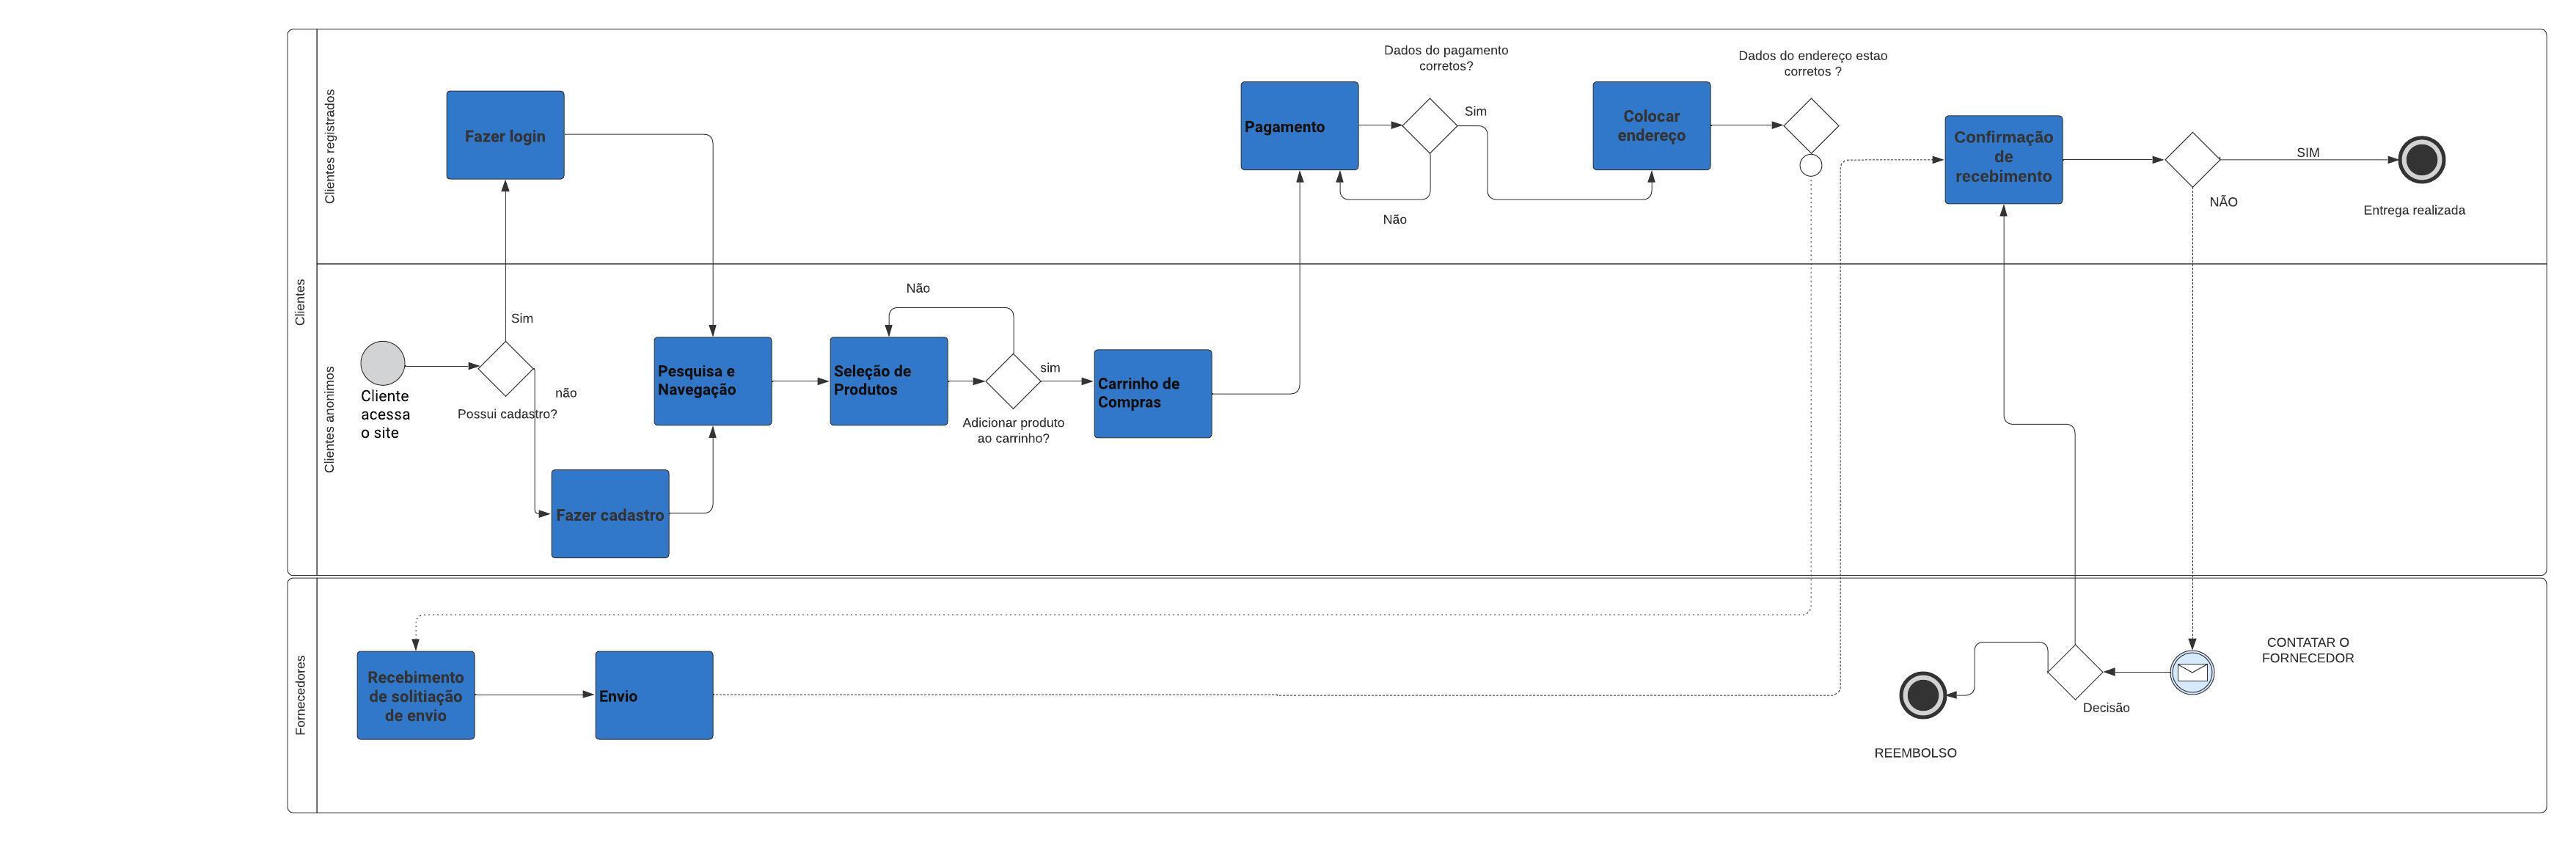 Clientes
Clientes registrados
Fazer login
Pagamento
Dados do pagamento
corretos?
Sim
Não
Colocar
endereço
Dados do endereço estao
corretos ?
Confirmação
de
recebimento
SIM
NÃO
Entrega realizada
Clientes anonimos
Cliente
acessa
o site
Sim
não
Possui cadastro?
Fazer cadastro
Pesquisa e
Navegação
Seleção de
Produtos
Não
sim
Adicionar produto
ao carrinho?
Carrinho de
Compras
Fornecedores
Recebimento
de solitiação
de envio
Envio
REEMBOLSO
Decisão
CONTATAR O
FORNECEDOR